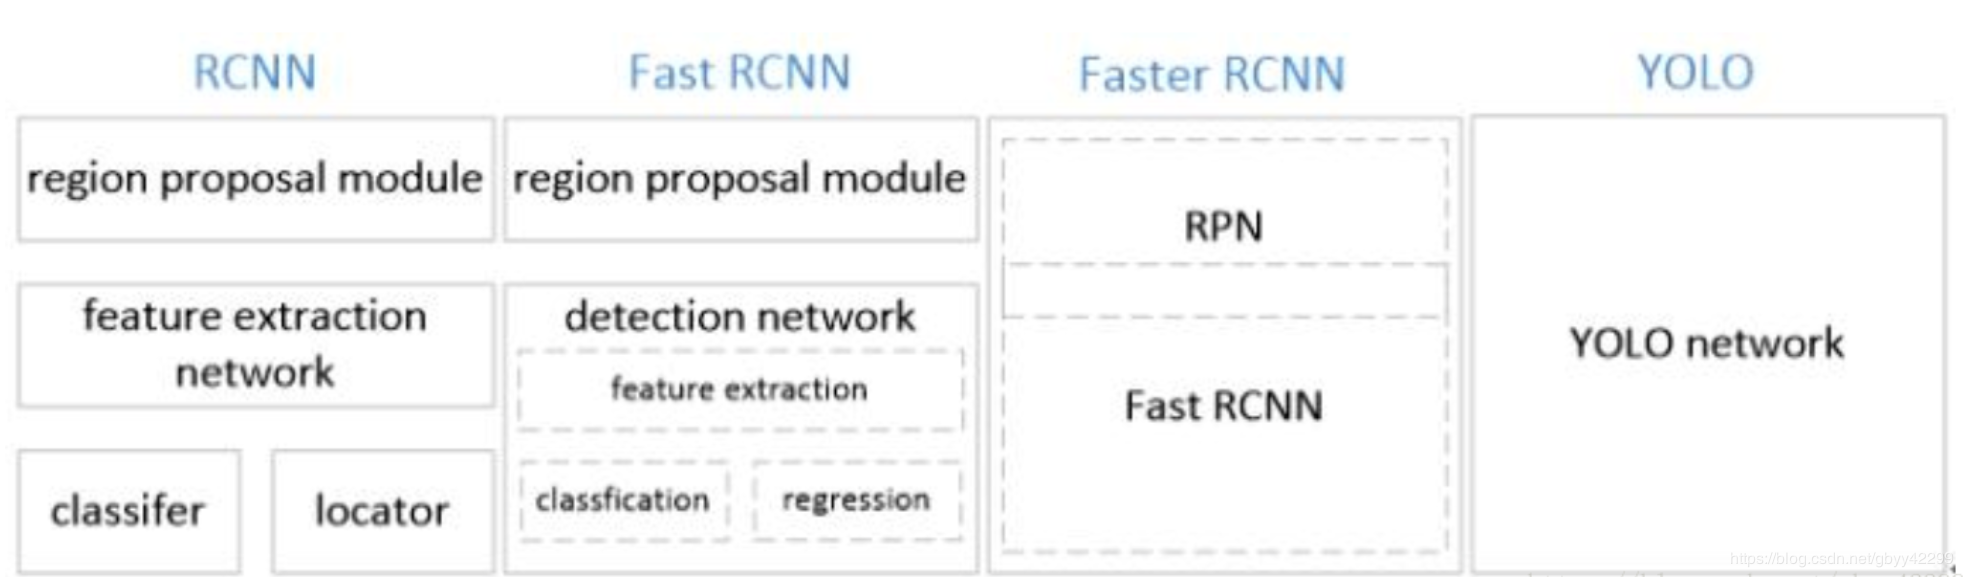 RCNN
Fast RCNN
Faster RCNN
YOLO
region proposal module
feature extraction
network
classifer
locator
region proposal module
detection network
feature extraction
classfication
regression
RPN
Fast RCNN
YOLO network
https://blog.csdn.net/gbyy42299